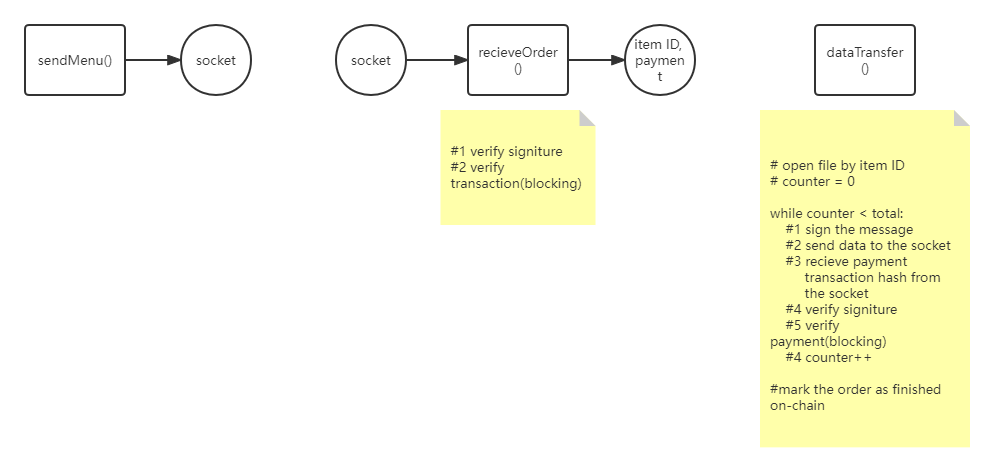 sendMenu()
socket
socket
recieveOrder
()
item ID,
paymen
t
dataTransfer
()
#1 verify signiture
#2 verify
transaction(blocking)
# open file by item ID
# counter = 0
while counter < total:
#1 sign the message
#2 send data to the socket
#3 recieve payment
transaction hash from
the socket
#4 verify signiture
#5 verify
payment(blocking)
#4 counter++
#mark the order as finished
on-chain